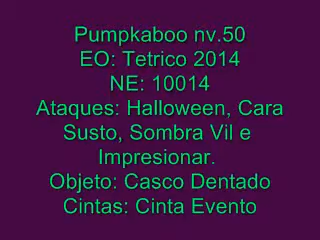 Pumpkaboo nv.50
EO: Tetrico 2014
NE: 10014
Ataques: Halloween, Cara
Susto, Sombra Vil e
Impresionar.
Objeto: Casco Dentado
Cintas: Cinta Evento